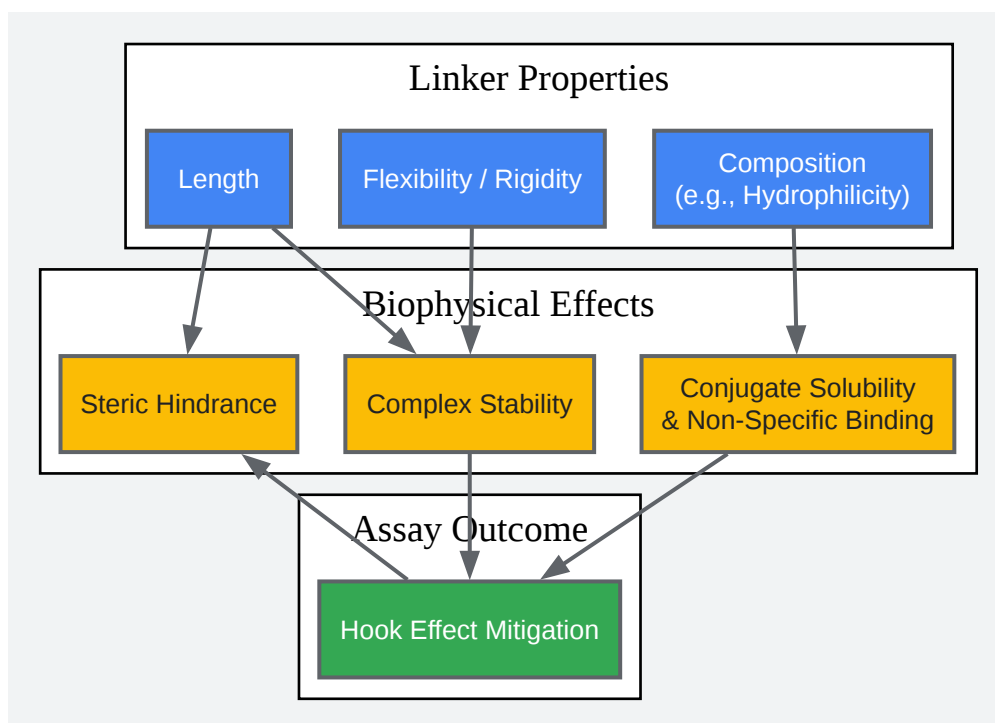 Linker Properties
Length
Flexibility / Rigidity
Composition
(e.g., Hydrophilicity)
Biophysical Effects
Steric Hindrance
Complex Stability
Conjugate Solubility
& Non-Specific Binding
Assay Outcome
Hook Effect Mitigation